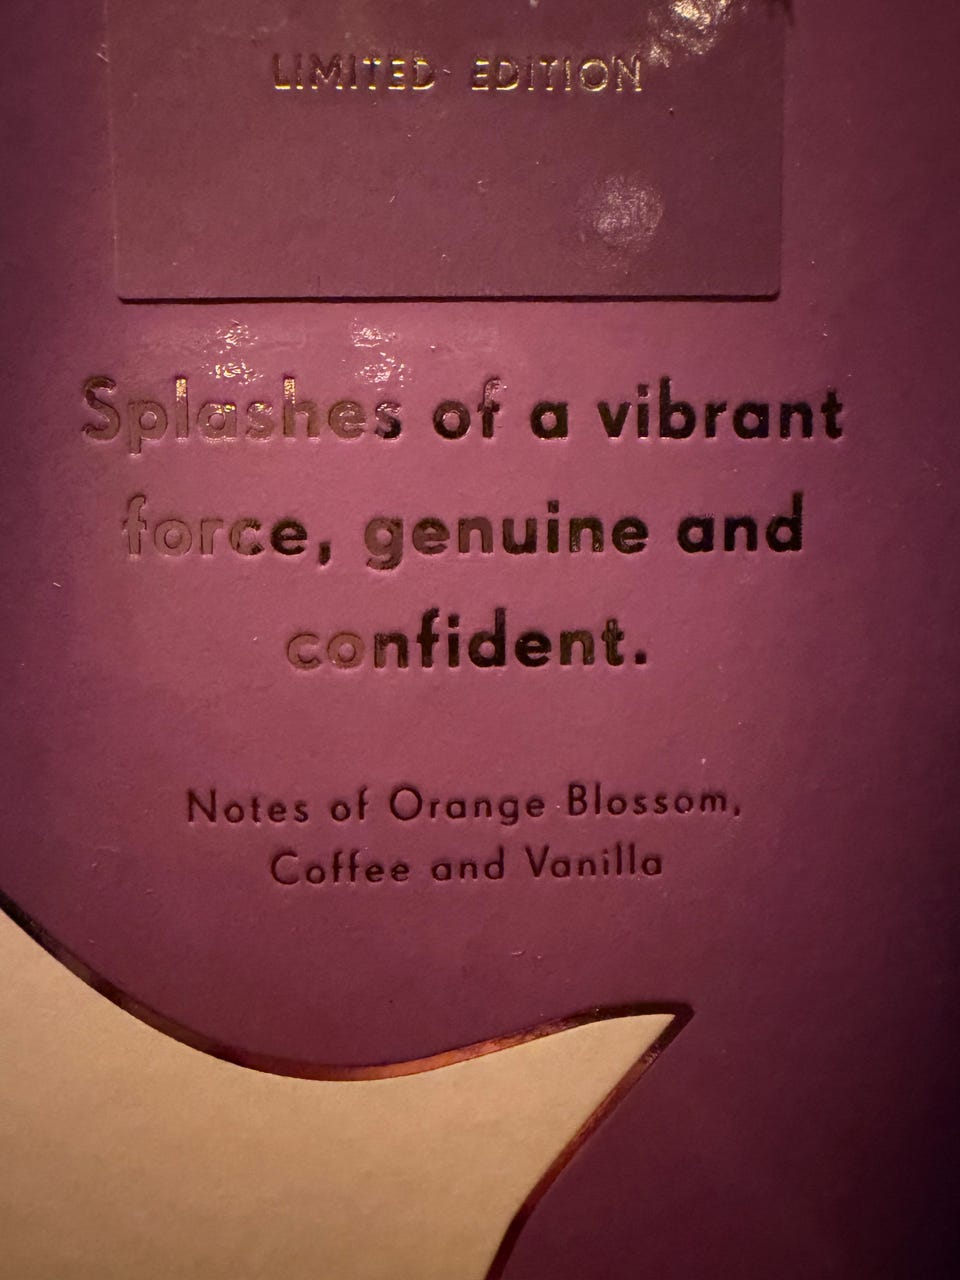 LIMITED EDITION
Splashes of a vibrant
force, genuine and
confident.
Notes of Orange Blossom,
Coffee and Vanilla